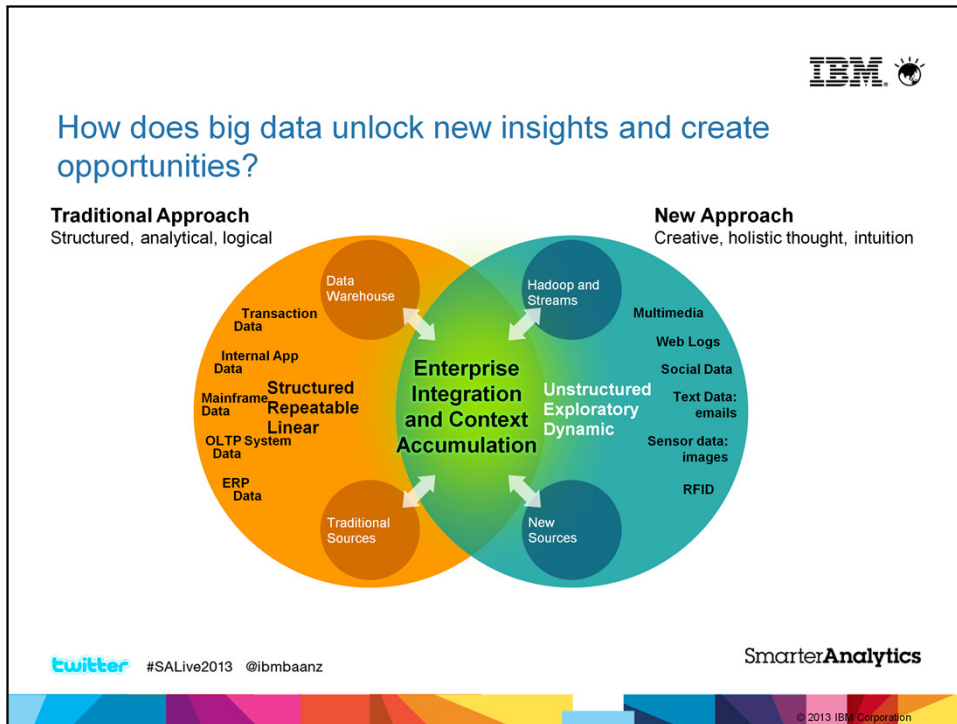 IBM®
How does big data unlock new insights and create
opportunities?
Traditional Approach
Structured, analytical, logical
New Approach
Creative, holistic thought, intuition
Data
Warehouse
Transaction
Data
Internal App
Data
Mainframe
Data
OLTP System
Data
ERP
Data
Structured
Repeatable
Linear
Traditional
Sources
Enterprise
Integration
and Context
Accumulation
Hadoop and
Streams
Unstructured
Exploratory
Dynamic
New
Sources
Multimedia
Web Logs
Social Data
Text Data:
emails
Sensor data:
images
RFID
twitter #SALive2013 @ibmbaanz
SmarterAnalytics
© 2013 IBM Corporation